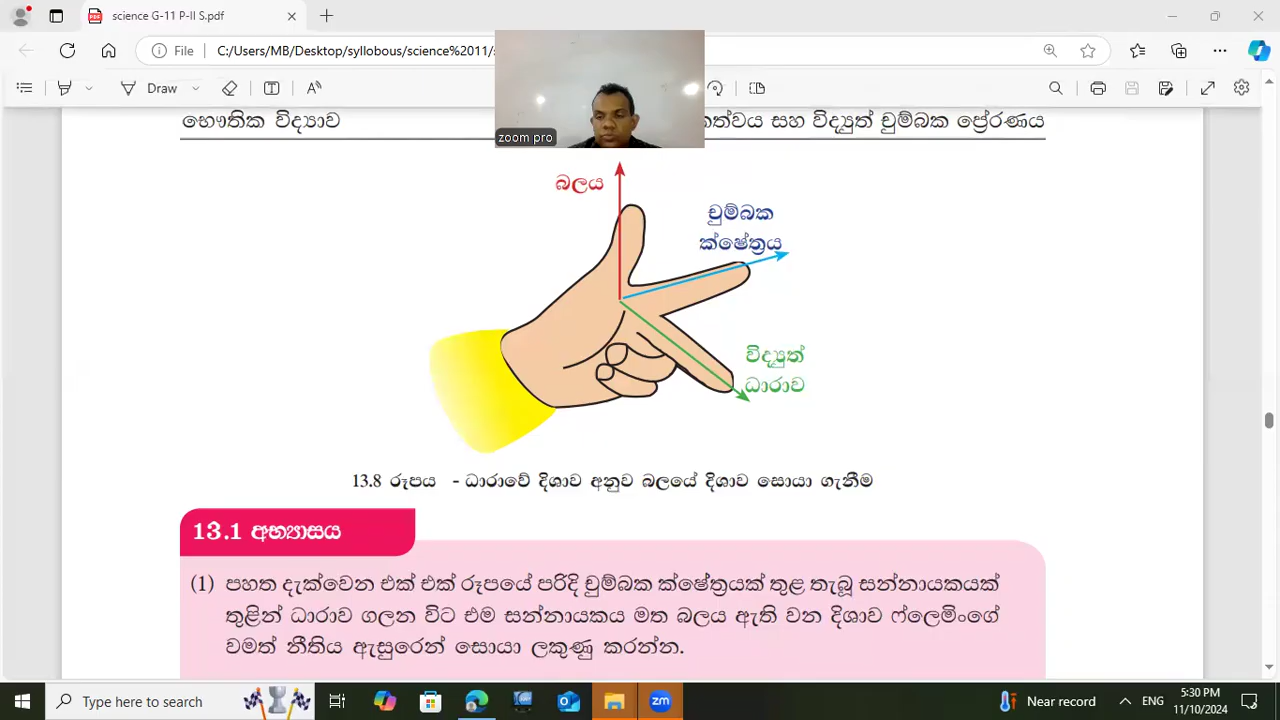 science G-11 P-II S.pdf
File
C:/Users/MB/Desktop/syllobous/science%2011/
Draw
zoom pro
භෞතික විද්‍යාව
සහ විද්‍යුත් චුම්බක ප්‍රේරණය
බලය
චුම්බක
ක්ෂේත්‍රය
විද්‍යුත්
ධාරාව
13.8 රූපය - ධාරාවේ දිශාව අනුව බලයේ දිශාව සොයා ගැනීම
13.1 අභ්‍යාසය
(1) පහත දැක්වෙන එක් එක් රූපයේ පරිදි චුම්බක ක්ෂේත්‍රයක් තුළ තැබූ සන්නායකයක්
තුළින් ධාරාව ගලන විට එම සන්නායකය මත බලය ඇති වන දිශාව ෆ්ලෙමිංගේ
වමත් නීතිය ඇසුරෙන් සොයා ලකුණු කරන්න.
Type here to search
Near record
ENG
5:30 PM
11/10/2024